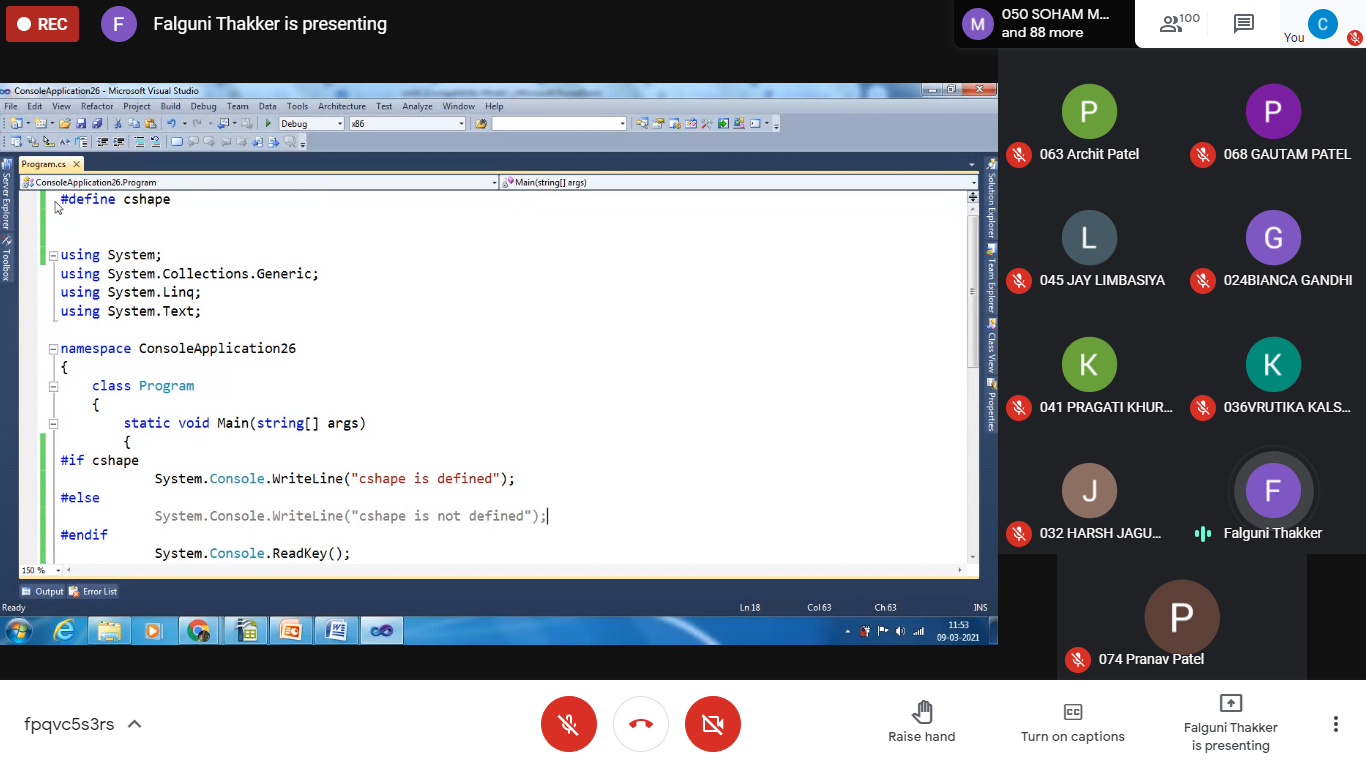 REC
F
Falguni Thakker is presenting
M
050 SOHAM M...
and 88 more
100
You
C
ConsoleApplication26 - Microsoft Visual Studio
File Edit View Refactor Project Build Debug Team Data Tools Architecture Test Analyze Window Help
Debug
x86
Program.cs
ConsoleApplication26.Program
Main(string[] args)
Server Explorer
Toolbox
#define cshape
using System;
using System.Collections.Generic;
using System.Linq;
using System.Text;
namespace ConsoleApplication26
{
class Program
{
static void Main(string[] args)
{
#if cshape
System.Console.WriteLine("cshape is defined");
#else
System.Console.WriteLine("cshape is not defined");
#endif
System.Console.ReadKey();
150 %
Solution Explorer
Team Explorer
Class View
Properties
Output
Error List
Ready
Ln 18
Col 63
Ch 63
INS
11:53
09-03-2021
P
063 Archit Patel
P
068 GAUTAM PATEL
L
045 JAY LIMBASIYA
G
024BIANCA GANDHI
K
041 PRAGATI KHUR...
K
036VRUTIKA KALS...
J
032 HARSH JAGU...
F
Falguni Thakker
P
074 Pranav Patel
fpqvc5s3rs
Raise hand
CC
Turn on captions
Falguni Thakker
is presenting